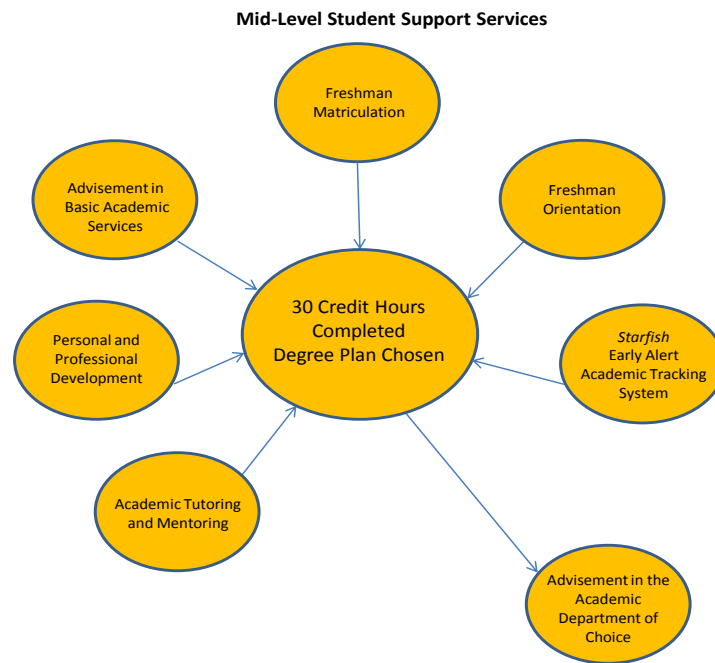 Mid-Level Student Support Services
Freshman
Matriculation
Advisement in
Basic Academic
Services
Freshman
Orientation
30 Credit Hours
Completed
Degree Plan Chosen
Personal and
Professional
Development
Starfish
Early Alert
Academic Tracking
System
Academic Tutoring
and Mentoring
Advisement in the
Academic
Department of
Choice